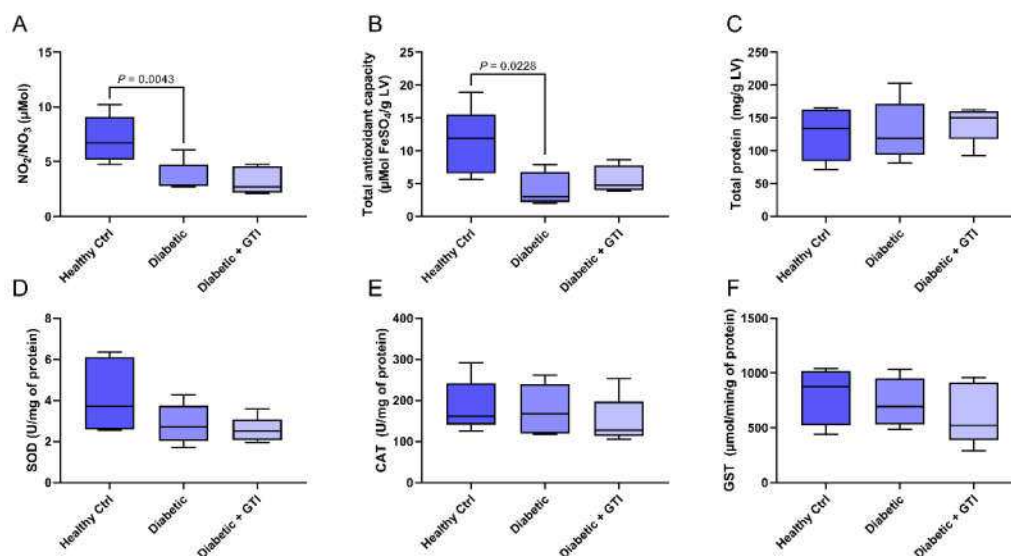 A
NO₂/NO₃ (µMol)
15
10
5
0
P = 0.0043
Healthy Ctrl
Diabetic
Diabetic + GTI
B
Total antioxidant capacity
(µMol FeSO₄/g LV)
25
20
15
10
5
0
P = 0.0228
Healthy Ctrl
Diabetic
Diabetic + GTI
C
Total protein (mg/g LV)
250
200
150
100
50
0
Healthy Ctrl
Diabetic
Diabetic + GTI
D
SOD (U/mg of protein)
8
6
4
2
0
Healthy Ctrl
Diabetic
Diabetic + GTI
E
CAT (U/mg of protein)
400
300
200
100
0
Healthy Ctrl
Diabetic
Diabetic + GTI
F
GST (µmol/min/g of protein)
1500
1000
500
0
Healthy Ctrl
Diabetic
Diabetic + GTI